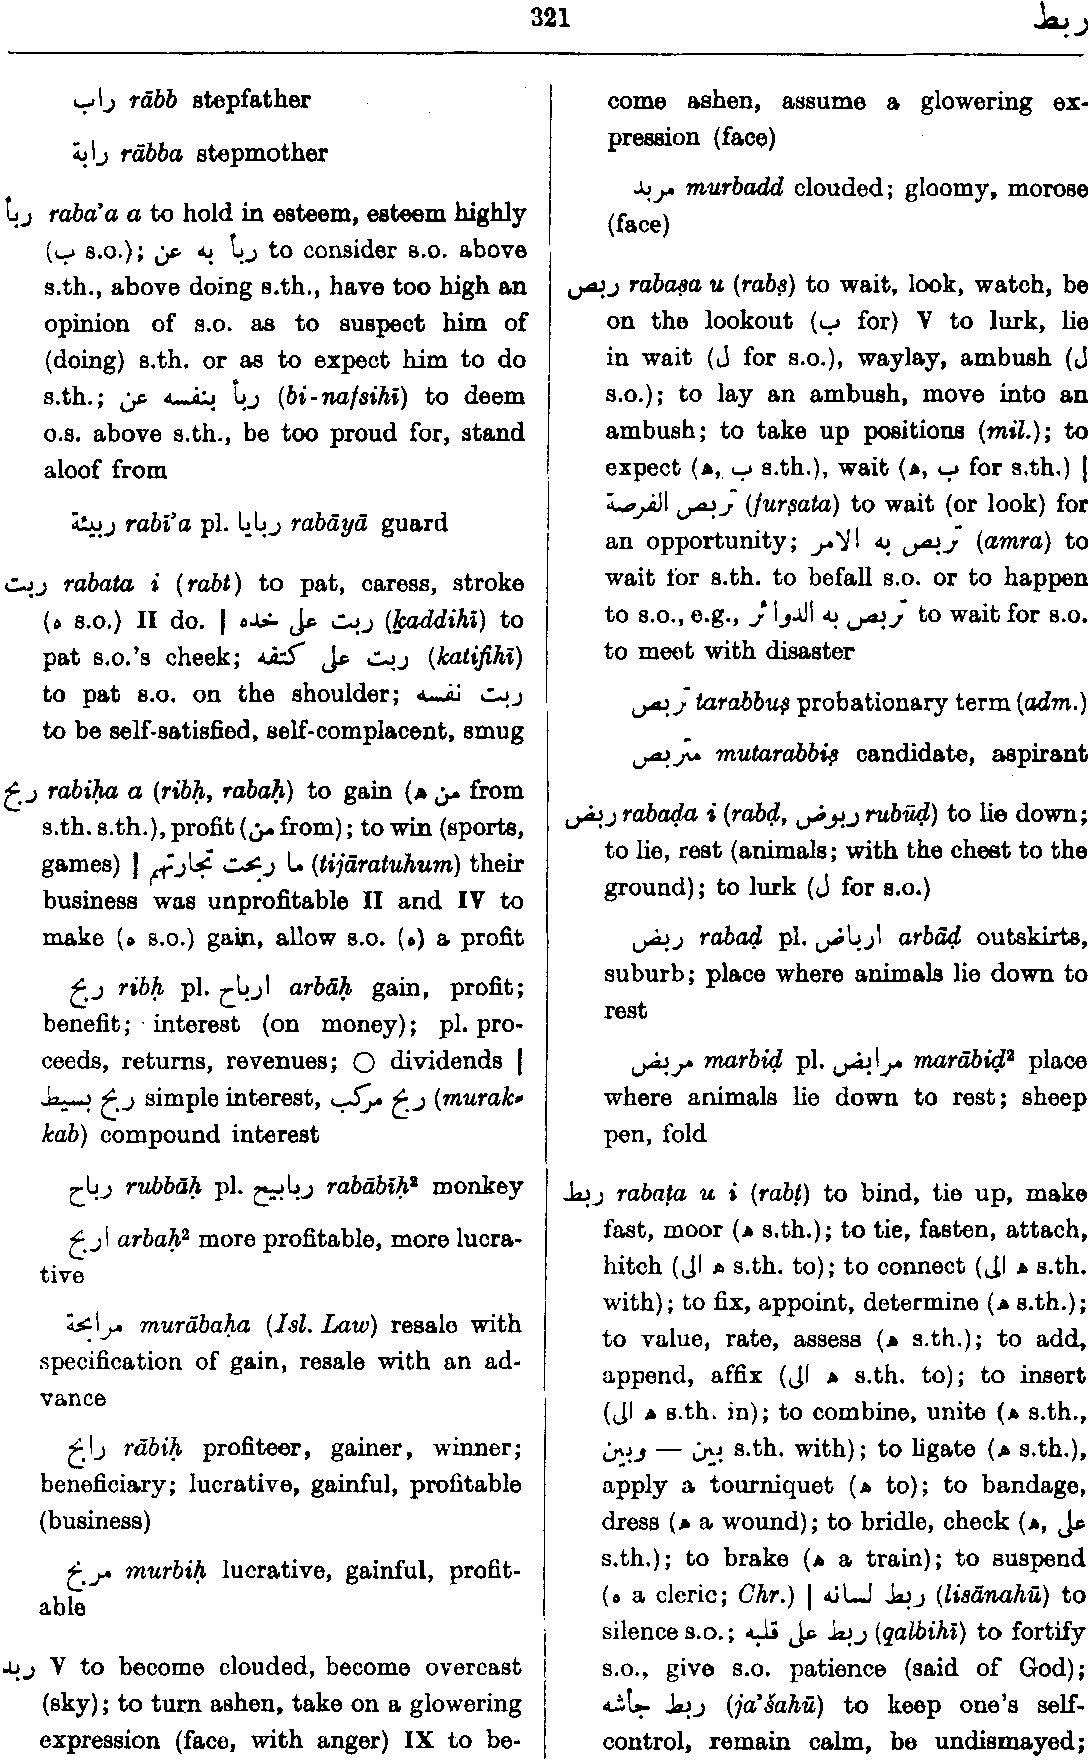 321
ربط
راب rābb stepfather
رابة rābba stepmother
ربأ raba’a a to hold in esteem, esteem highly
(ب s.o.); ربأ به عن to consider s.o. above
s.th., above doing s.th., have too high an
opinion of s.o. as to suspect him of
(doing) s.th. or as to expect him to do
s.th.; ربأ بنفسه عن (bi-nafsihī) to deem
o.s. above s.th., be too proud for, stand
aloof from
ربيئة rabī’a pl. ربايا rabāyā guard
ربت rabata i (rabt) to pat, caress, stroke
(ه s.o.) II do. | ربت على خده (ḵaddihī) to
pat s.o.’s cheek; ربت على كتفه (katifihī)
to pat s.o. on the shoulder; ربت نفسه
to be self-satisfied, self-complacent, smug
ربح rabiḥa a (ribḥ, rabaḥ) to gain (من ه from
s.th. s.th.), profit (من from); to win (sports,
games) | ما ربحت تجارتهم (tijāratuhum) their
business was unprofitable II and IV to
make (ه s.o.) gain, allow s.o. (ه) a profit
ربح ribḥ pl. ارباح arbāḥ gain, profit;
benefit; interest (on money); pl. pro-
ceeds, returns, revenues; ○ dividends |
ربح بسيط simple interest, ربح مركب (murak-
kab) compound interest
رباح rubbāḥ pl. ربابيح rabābīḥ² monkey
اربح arbaḥ² more profitable, more lucra-
tive
مرابحة murābaḥa (Isl. Law) resale with
specification of gain, resale with an ad-
vance
رابح rābiḥ profiteer, gainer, winner;
beneficiary; lucrative, gainful, profitable
(business)
مربح murbiḥ lucrative, gainful, profit-
able
ربد V to become clouded, become overcast
(sky); to turn ashen, take on a glowering
expression (face, with anger) IX to be-
come ashen, assume a glowering ex-
pression (face)
مربد murbadd clouded; gloomy, morose
(face)
ربص rabaṣa u (rabṣ) to wait, look, watch, be
on the lookout (ب for) V to lurk, lie
in wait (ل for s.o.), waylay, ambush (ل
s.o.); to lay an ambush, move into an
ambush; to take up positions (mil.); to
expect (ه, ب s.th.), wait (ه, ب for s.th.) |
تربص الفرصة (furṣata) to wait (or look) for
an opportunity; تربص به الامر (amra) to
wait for s.th. to befall s.o. or to happen
to s.o., e.g., تربص به الدوائر to wait for s.o.
to meet with disaster
تربص tarabbuṣ probationary term (adm.)
متربص mutarabbiṣ candidate, aspirant
ربض rabaḍa i (rabḍ, ربوض rubūḍ) to lie down;
to lie, rest (animals; with the chest to the
ground); to lurk (ل for s.o.)
ربض rabaḍ pl. ارباض arbāḍ outskirts,
suburb; place where animals lie down to
rest
مربض marbiḍ pl. مرابض marābiḍ² place
where animals lie down to rest; sheep
pen, fold
ربط rabaṭa u i (rabṭ) to bind, tie up, make
fast, moor (ه s.th.); to tie, fasten, attach,
hitch (ه الى s.th. to); to connect (ه الى s.th.
with); to fix, appoint, determine (ه s.th.);
to value, rate, assess (ه s.th.); to add,
append, affix (ه الى s.th. to); to insert
(ه الى s.th. in); to combine, unite (ه s.th.,
بين — وبين s.th. with); to ligate (ه s.th.),
apply a tourniquet (ه to); to bandage,
dress (ه a wound); to bridle, check (ه, على
s.th.); to brake (ه a train); to suspend
(ه a cleric; Chr.) | ربط لسانه (lisānahū) to
silence s.o.; ربط على قلبه (qalbihī) to fortify
s.o., give s.o. patience (said of God);
ربط جأشه (ja’šahū) to keep one’s self-
control, remain calm, be undismayed;